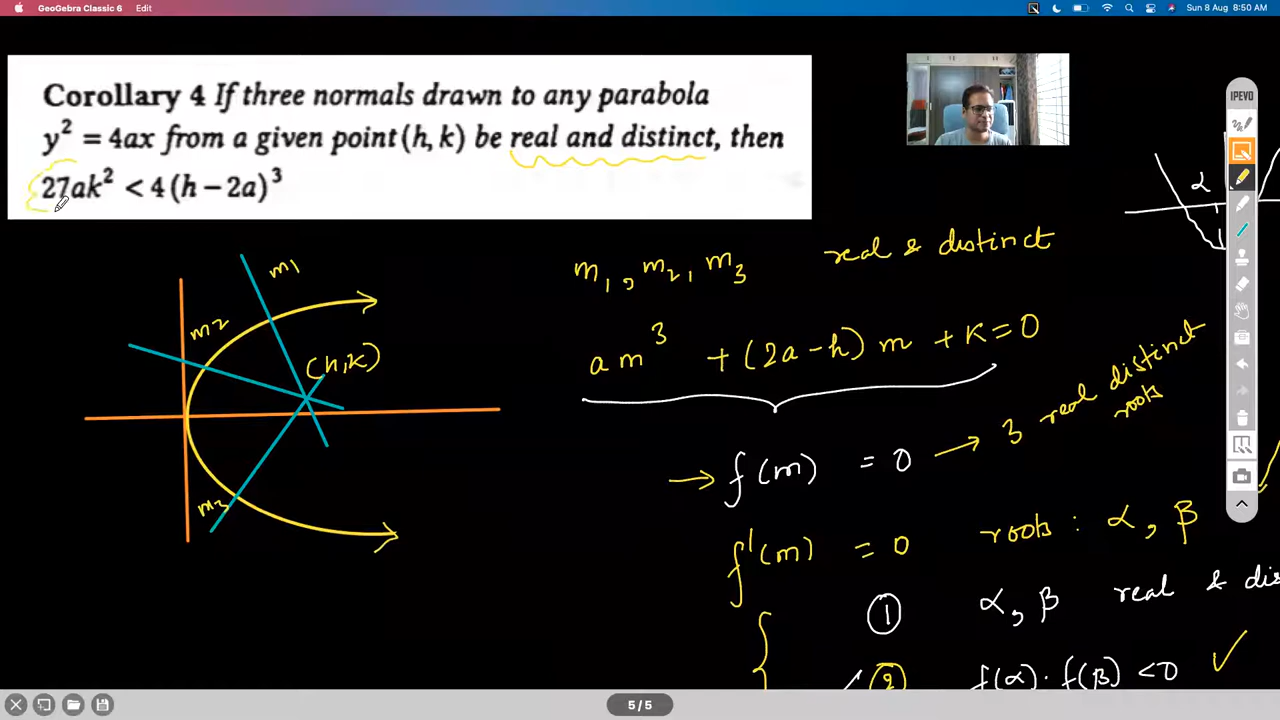 GeoGebra Classic 6 Edit Sun 8 Aug 8:50 AM
Corollary 4 If three normals drawn to any parabola
y² = 4ax from a given point (h, k) be real and distinct, then
27ak² < 4(h − 2a)³
IPEVO
α
m1
m2
(h,k)
m3
m₁, m₂, m₃ real & distinct
am³ + (2a-h)m + k = 0
→ f(m) = 0 → 3 real distinct
roots
f'(m) = 0 roots : α, β
① α, β real & dis
② f(α). f(β) <0 ✓
5 / 5